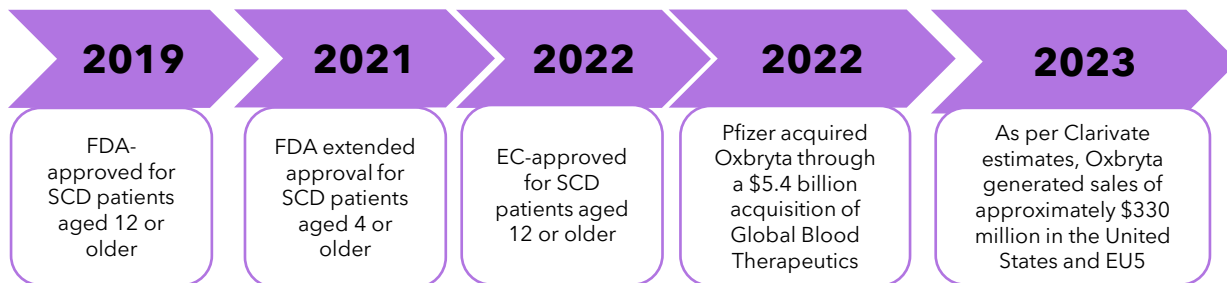 2019
FDA-
approved for
SCD patients
aged 12 or
older
2021
FDA extended
approval for
SCD patients
aged 4 or
older
2022
EC-approved
for SCD
patients aged
12 or older
2022
Pfizer acquired
Oxbryta through
a $5.4 billion
acquisition of
Global Blood
Therapeutics
2023
As per Clarivate
estimates, Oxbryta
generated sales of
approximately $330
million in the United
States and EU5